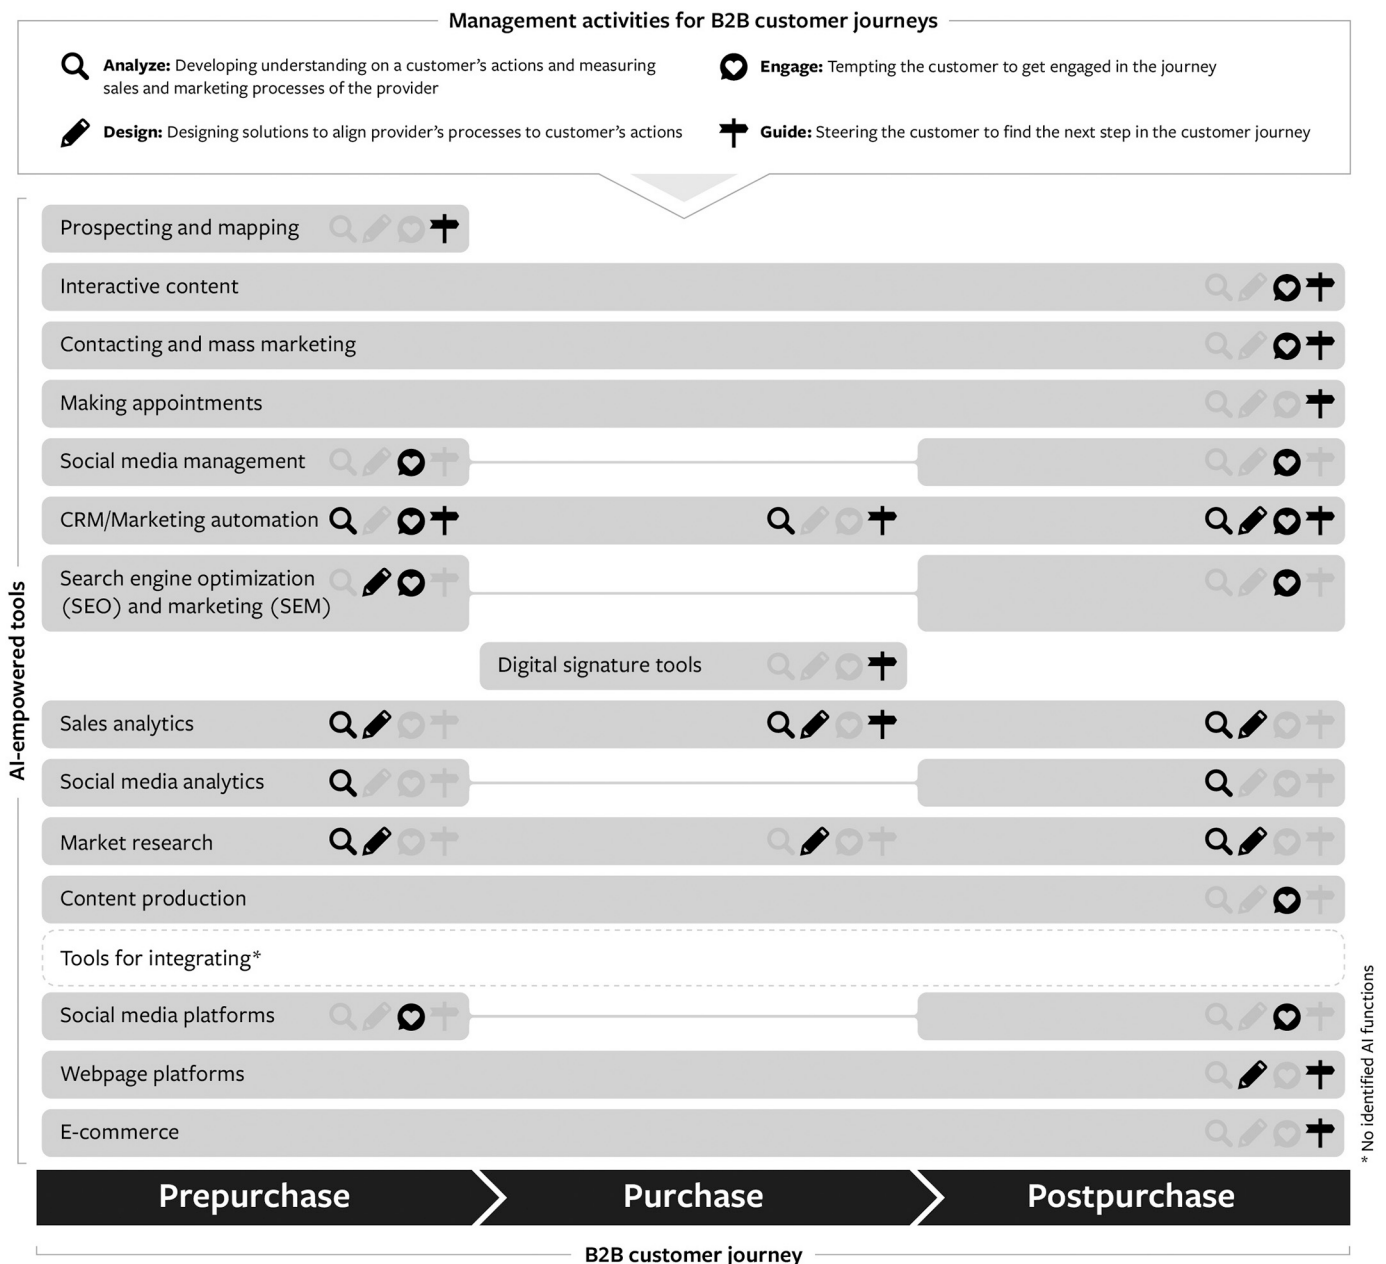 Management activities for B2B customer journeys
Analyze: Developing understanding on a customer's actions and measuring
sales and marketing processes of the provider
Engage: Tempting the customer to get engaged in the journey
Design: Designing solutions to align provider's processes to customer's actions
Guide: Steering the customer to find the next step in the customer journey
AI-empowered tools
Prospecting and mapping
Interactive content
Contacting and mass marketing
Making appointments
Social media management
CRM/Marketing automation
Search engine optimization
(SEO) and marketing (SEM)
Digital signature tools
Sales analytics
Social media analytics
Market research
Content production
Tools for integrating*
Social media platforms
Webpage platforms
E-commerce
* No identified AI functions
Prepurchase
Purchase
Postpurchase
B2B customer journey